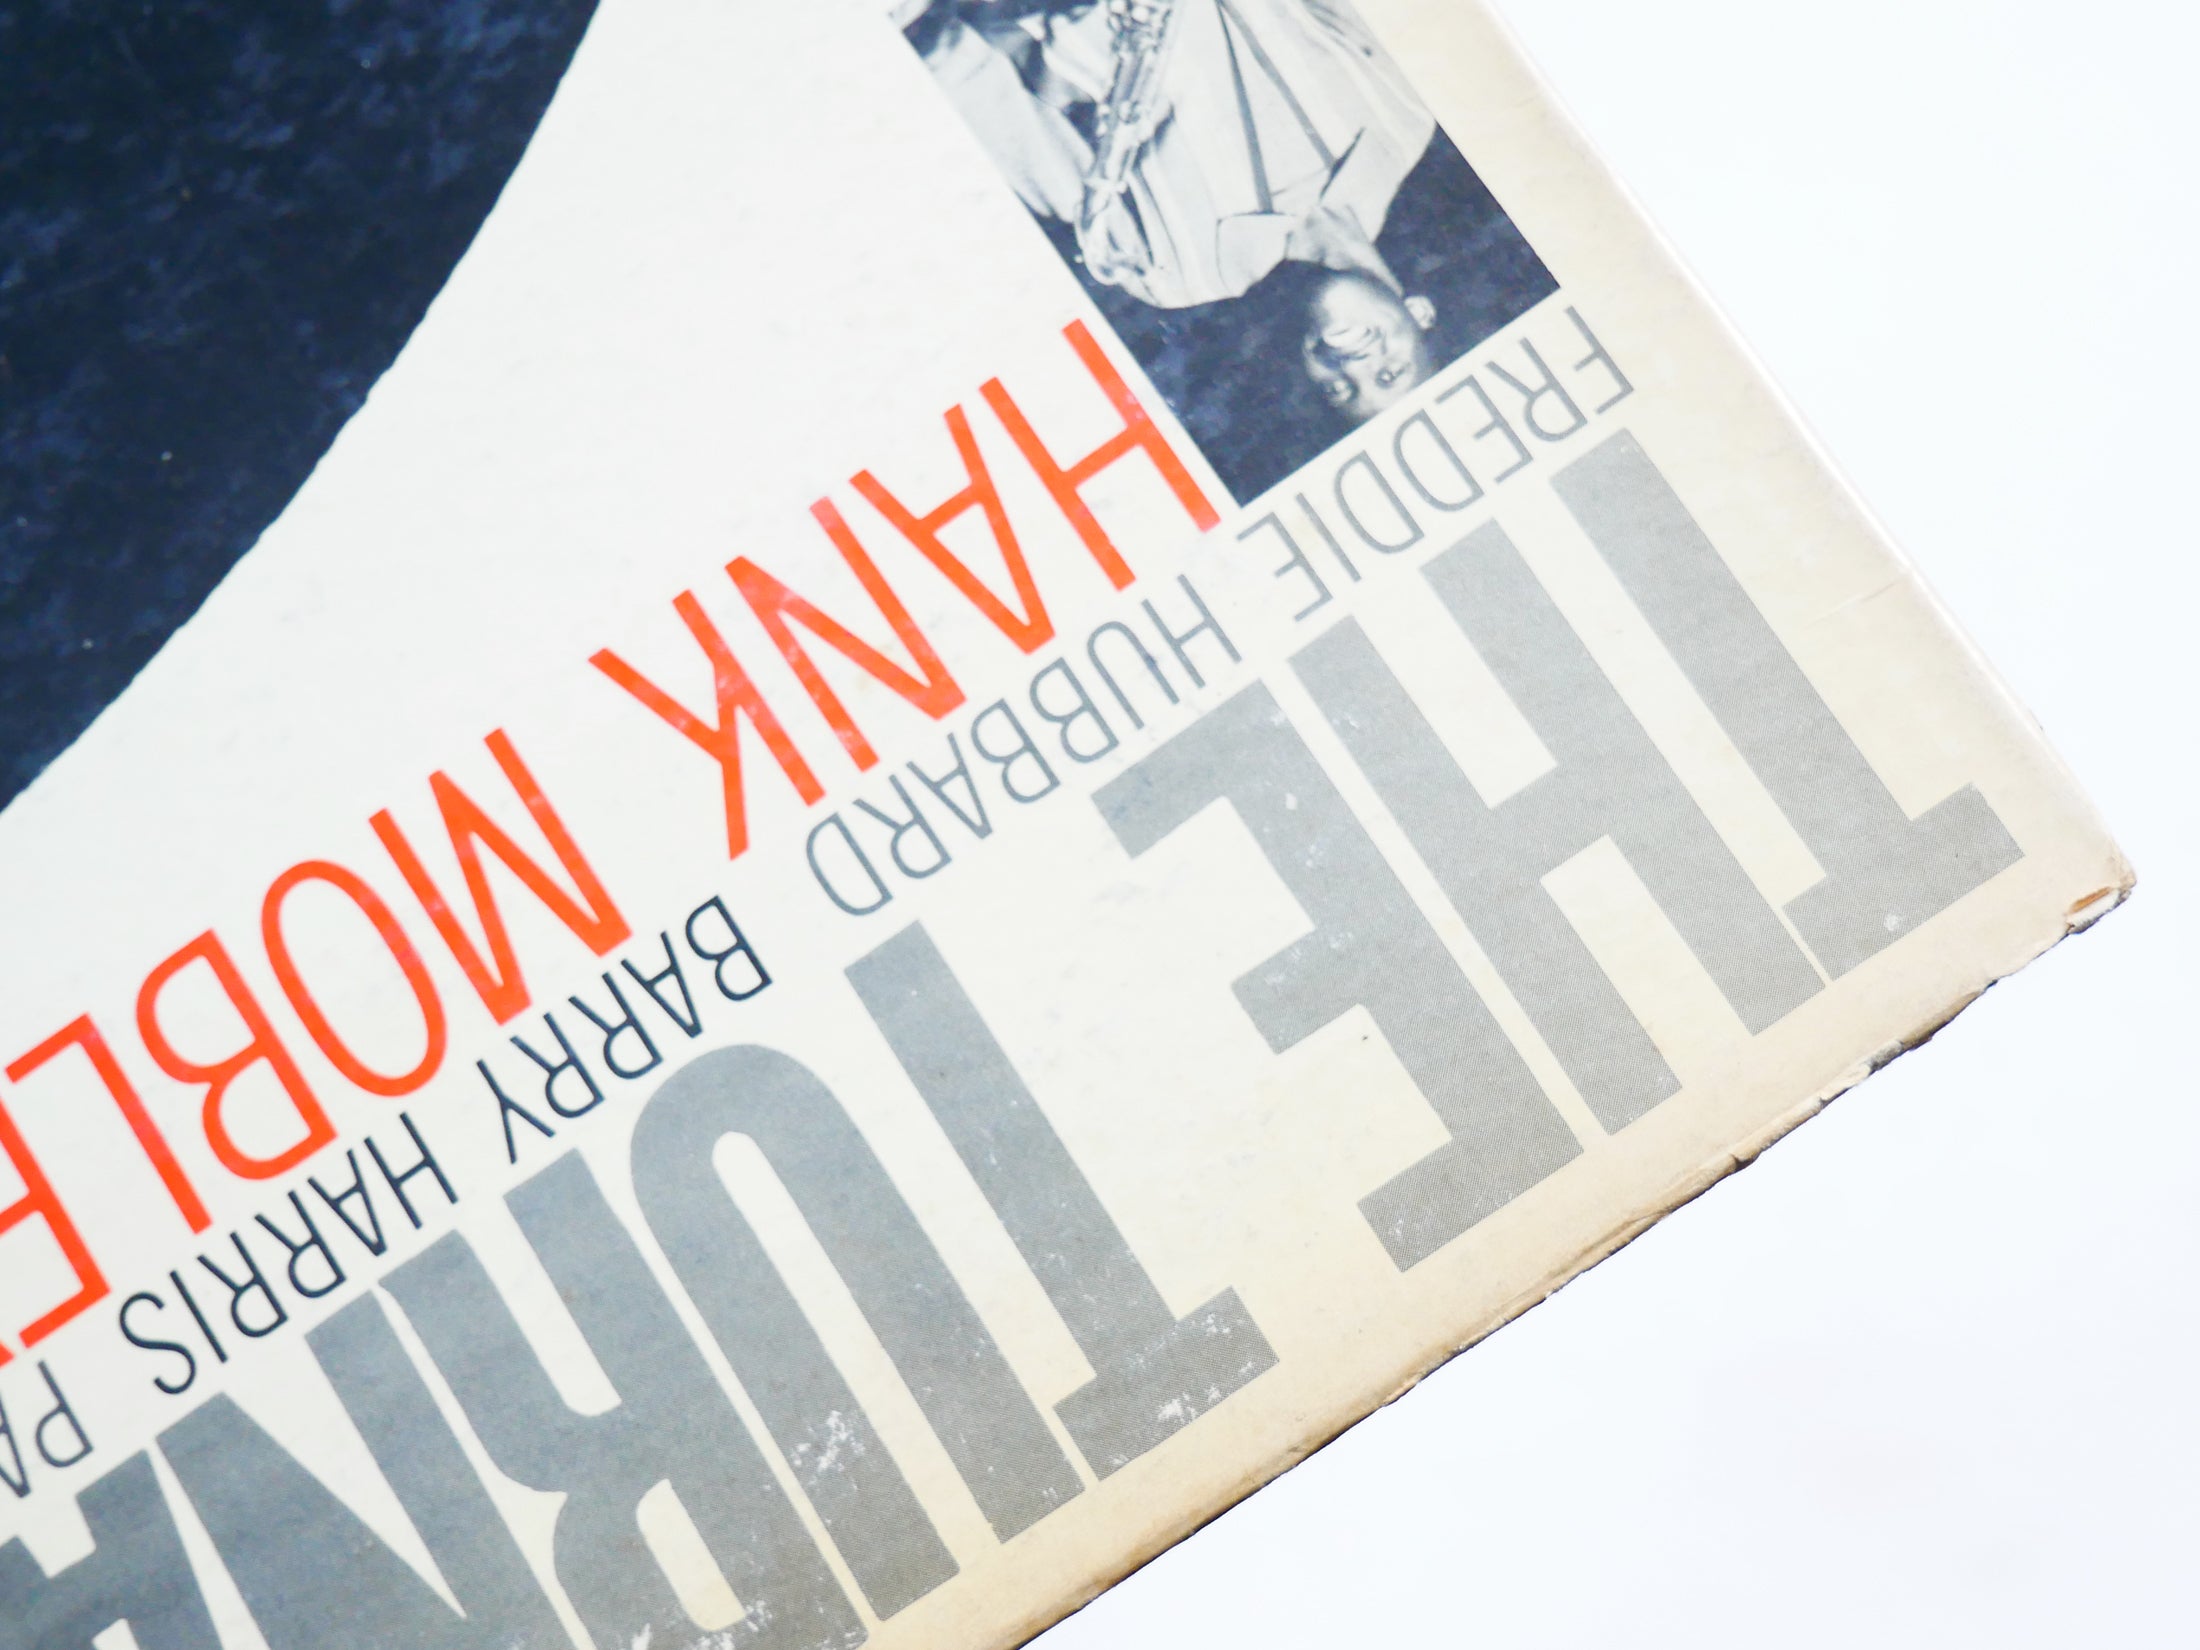 THE TURNA
FREDDIE HUBBARD BARRY HARRIS PA
HANK MOBLE